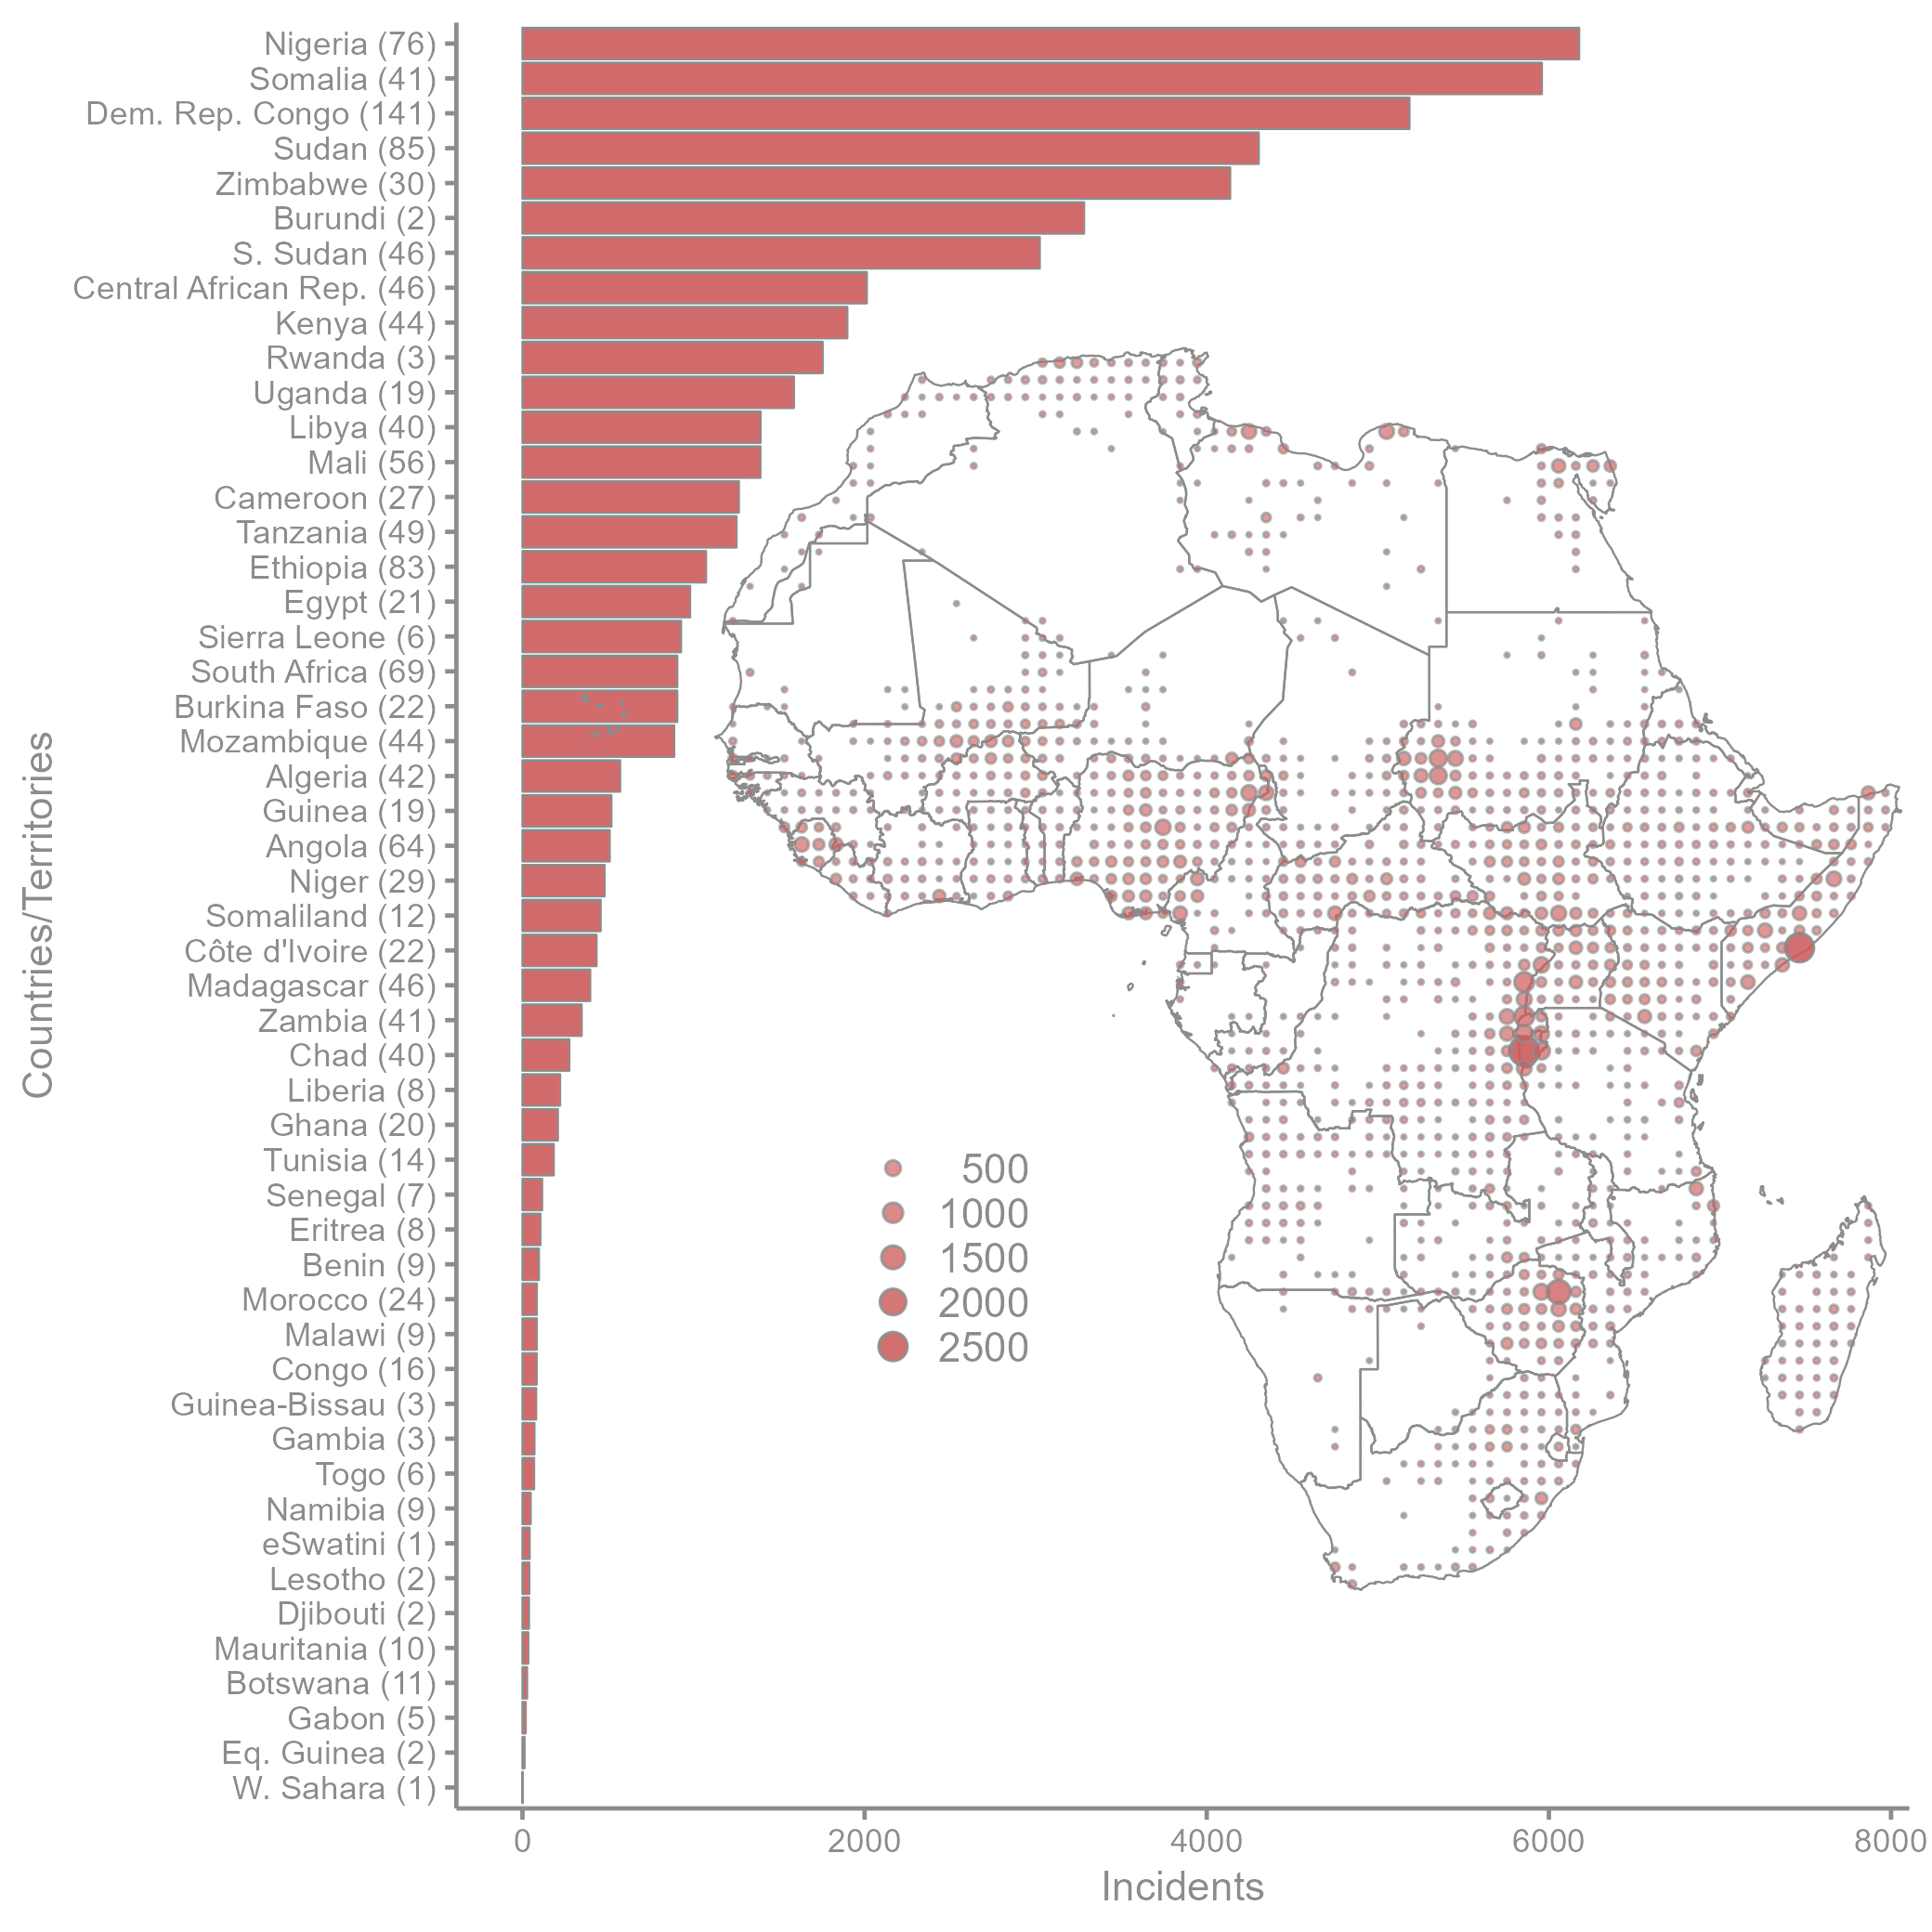 Nigeria (76)
Somalia (41)
Dem. Rep. Congo (141)
Sudan (85)
Zimbabwe (30)
Burundi (2)
S. Sudan (46)
Central African Rep. (46)
Kenya (44)
Rwanda (3)
Uganda (19)
Libya (40)
Mali (56)
Cameroon (27)
Tanzania (49)
Ethiopia (83)
Egypt (21)
Sierra Leone (6)
South Africa (69)
Burkina Faso (22)
Mozambique (44)
Algeria (42)
Guinea (19)
Angola (64)
Niger (29)
Somaliland (12)
Côte d'Ivoire (22)
Madagascar (46)
Zambia (41)
Chad (40)
Liberia (8)
Ghana (20)
Tunisia (14)
Senegal (7)
Eritrea (8)
Benin (9)
Morocco (24)
Malawi (9)
Congo (16)
Guinea-Bissau (3)
Gambia (3)
Togo (6)
Namibia (9)
eSwatini (1)
Lesotho (2)
Djibouti (2)
Mauritania (10)
Botswana (11)
Gabon (5)
Eq. Guinea (2)
W. Sahara (1)
Countries/Territories
500
1000
1500
2000
2500
0 2000 4000 6000 8000
Incidents